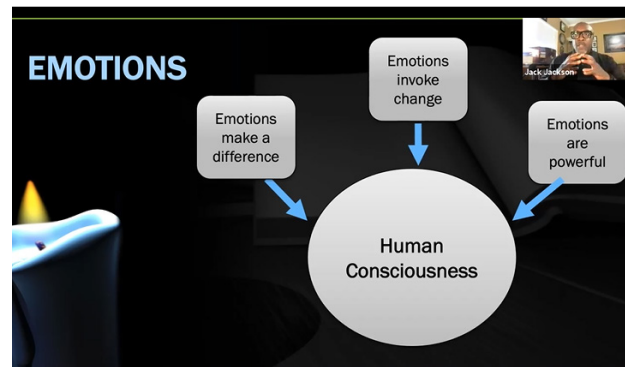 EMOTIONS
Emotions
make a
difference
Emotions
invoke
change
Emotions
are
powerful
Human
Consciousness
Jack Jackson